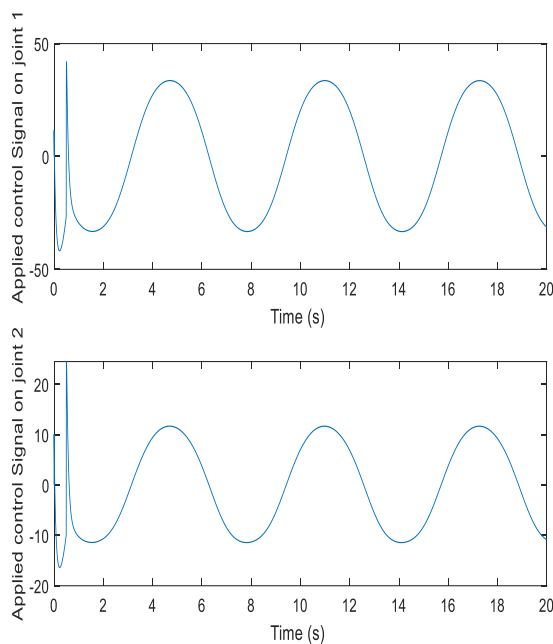 Applied control Signal on joint 1
50
0
-50
0 2 4 6 8 10 12 14 16 18 20
Time (s)
Applied control Signal on joint 2
20
10
0
-10
-20
0 2 4 6 8 10 12 14 16 18 20
Time (s)